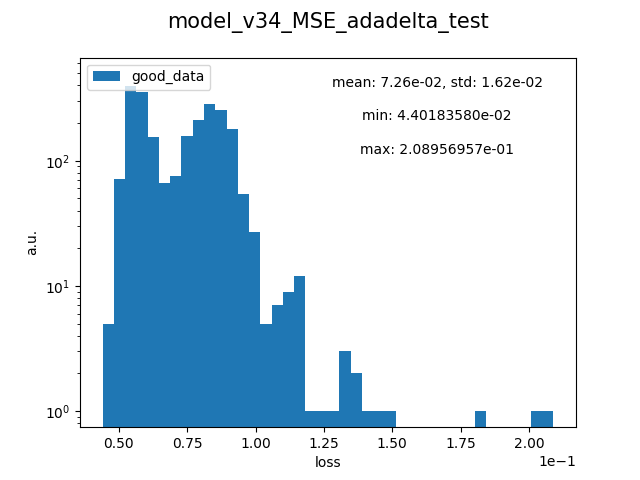 model_v34_MSE_adadelta_test
good_data
mean: 7.26e-02, std: 1.62e-02
min: 4.40183580e-02
max: 2.08956957e-01
a.u.
10²
10¹
10⁰
0.50 0.75 1.00 1.25 1.50 1.75 2.00
loss
1e−1